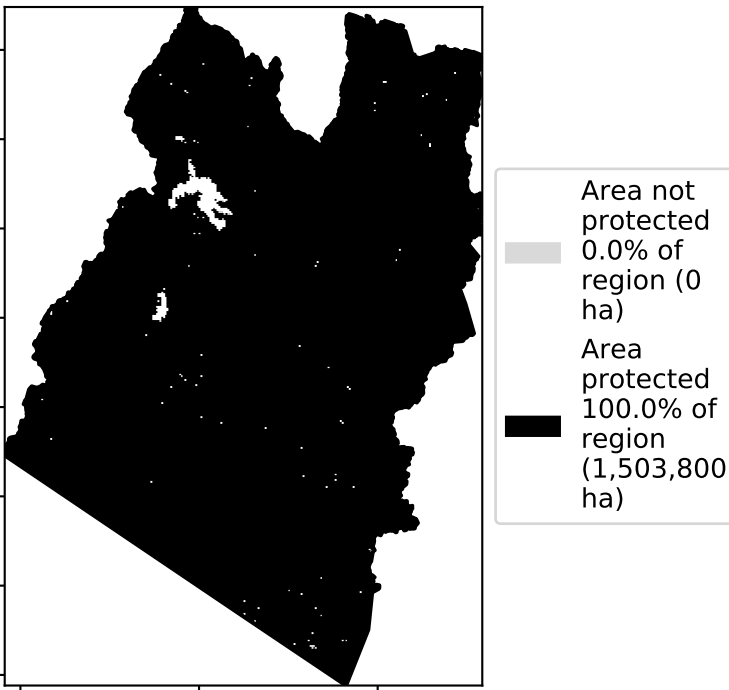 Area not
protected
0.0% of
region (0
ha)
Area
protected
100.0% of
region
(1,503,800
ha)